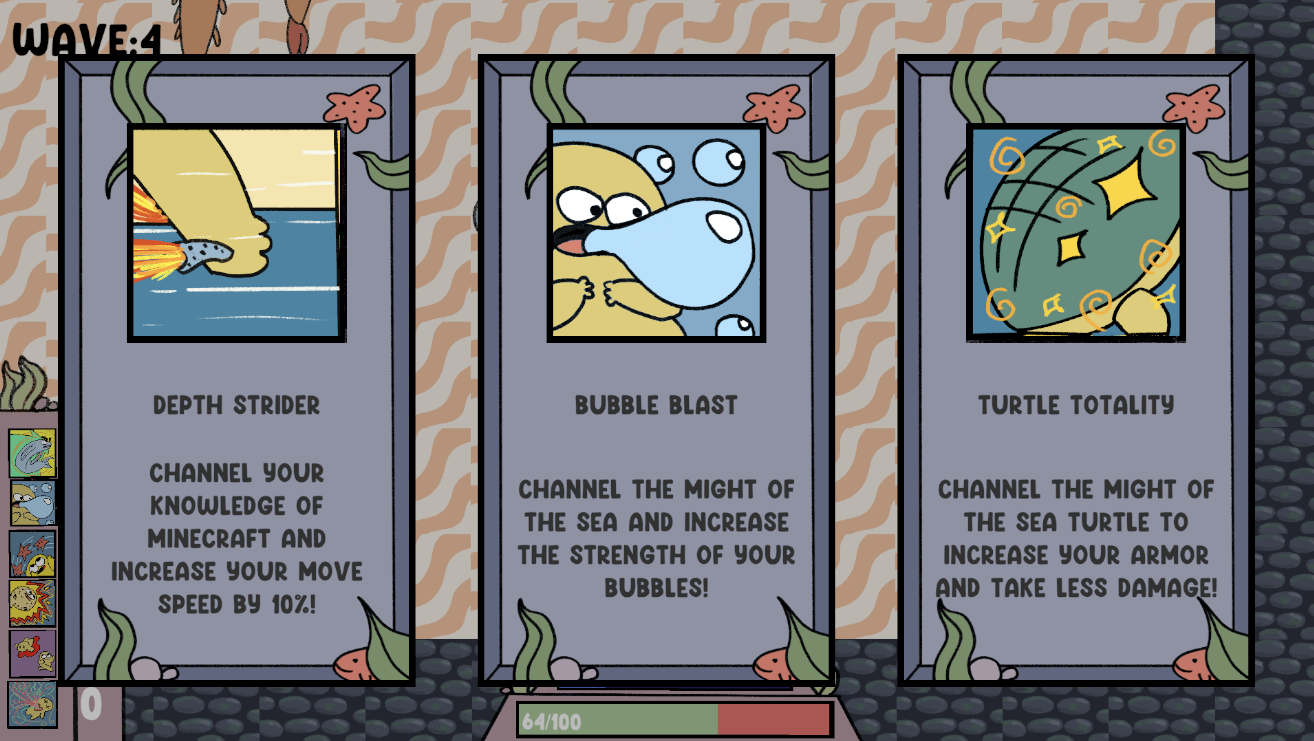 WAVE:4
DEPTH STRIDER
CHANNEL YOUR
KNOWLEDGE OF
MINECRAFT AND
INCREASE YOUR MOVE
SPEED BY 10%!
BUBBLE BLAST
CHANNEL THE MIGHT OF
THE SEA AND INCREASE
THE STRENGTH OF YOUR
BUBBLES!
TURTLE TOTALITY
CHANNEL THE MIGHT OF
THE SEA TURTLE TO
INCREASE YOUR ARMOR
AND TAKE LESS DAMAGE!
0
64/100